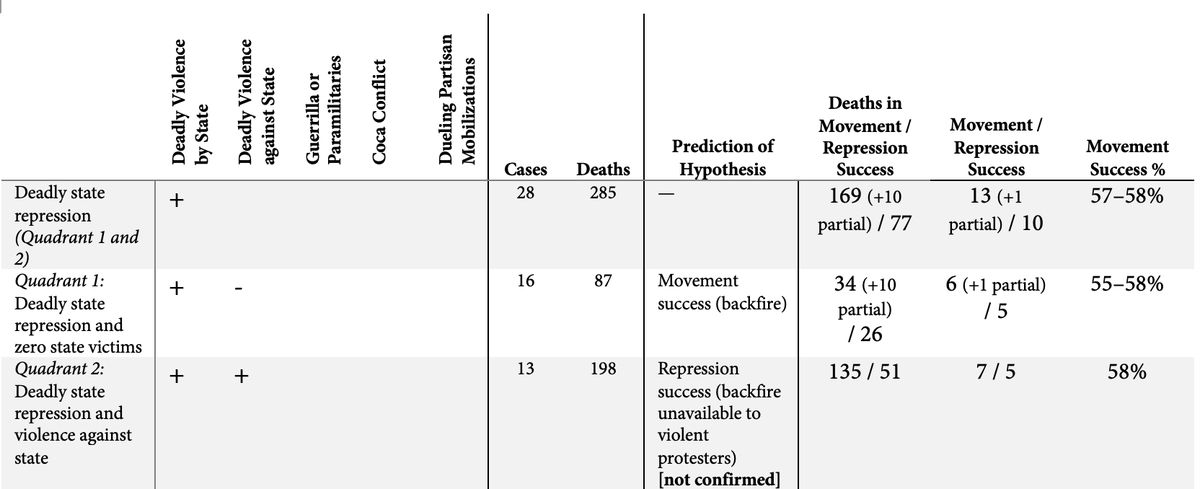 Deadly Violence
by State
Deadly Violence
against State
Guerrilla or
Paramilitaries
Coca Conflict
Dueling Partisan
Mobilizations
Cases
Deaths
Prediction of
Hypothesis
Deaths in
Movement /
Repression
Success
Movement /
Repression
Success
Movement
Success %
Deadly state
repression
(Quadrant 1 and
2)
+
28
285
—
169 (+10
partial) / 77
13 (+1
partial) / 10
57–58%
Quadrant 1:
Deadly state
repression and
zero state victims
+
-
16
87
Movement
success (backfire)
34 (+10
partial)
/ 26
6 (+1 partial)
/ 5
55–58%
Quadrant 2:
Deadly state
repression and
violence against
state
+
+
13
198
Repression
success (backfire
unavailable to
violent
protesters)
[not confirmed]
135 / 51
7 / 5
58%